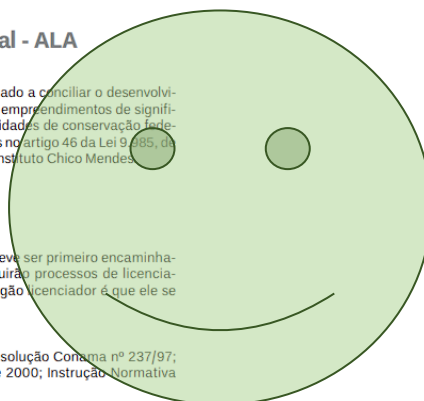 al - ALA
ado a conciliar o desenvolvi-
empreendimentos de signifi-
idades de conservação fede-
s no artigo 46 da Lei 9.985, de
nstituto Chico Mendes.
eve ser primeiro encaminha-
uirão processos de licencia-
gão licenciador é que ele se
solução Conama nº 237/97;
e 2000; Instrução Normativa